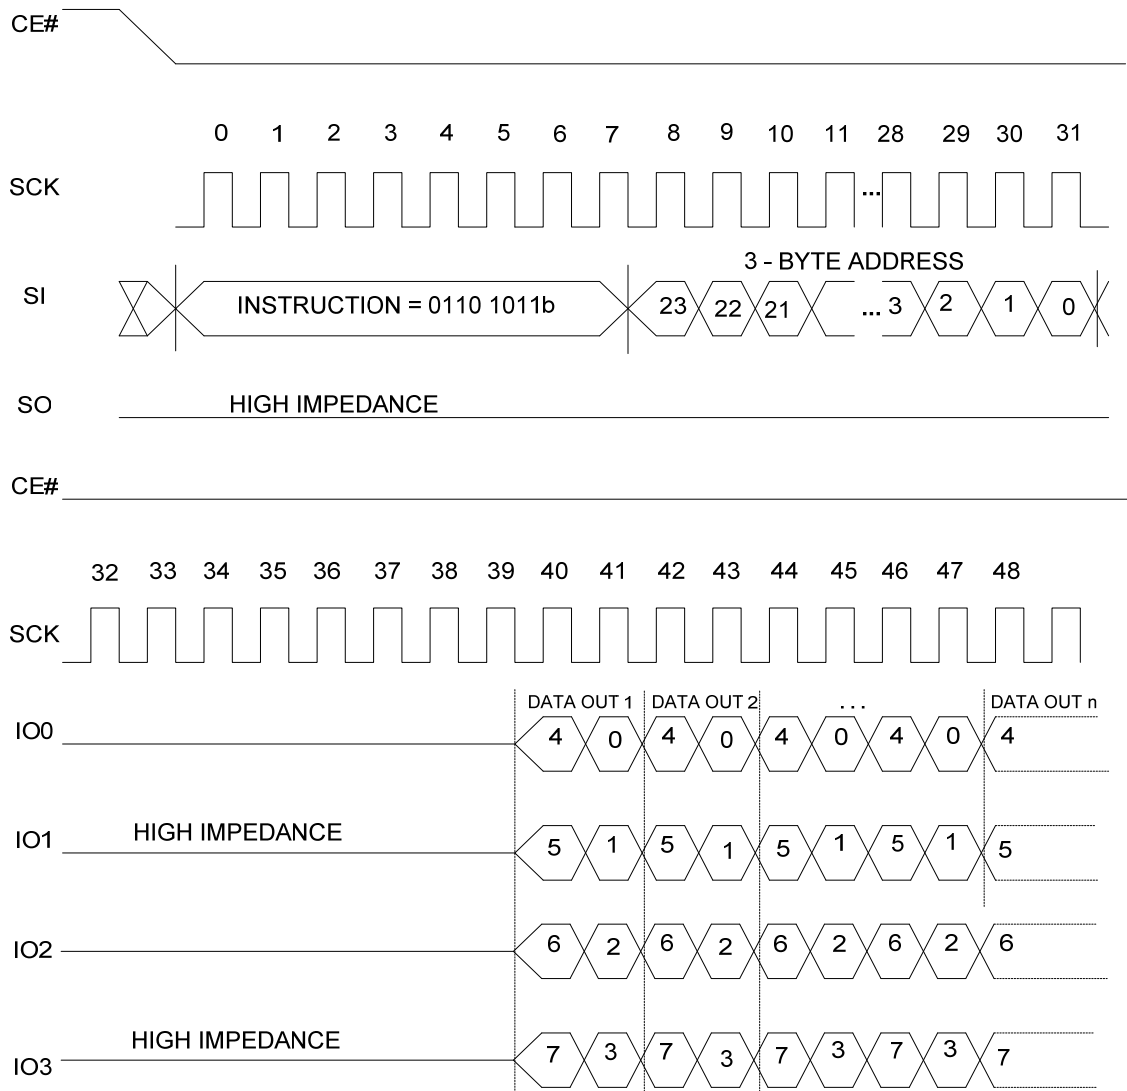 CE#
0 1 2 3 4 5 6 7 8 9 10 11 28 29 30 31
SCK ...
3 - BYTE ADDRESS
SI INSTRUCTION = 0110 1011b 23 22 21 ... 3 2 1 0
SO HIGH IMPEDANCE
CE#
32 33 34 35 36 37 38 39 40 41 42 43 44 45 46 47 48
SCK
DATA OUT 1 DATA OUT 2 ... DATA OUT n
IO0 4 0 4 0 4 0 4 0 4
IO1 HIGH IMPEDANCE 5 1 5 1 5 1 5 1 5
IO2 6 2 6 2 6 2 6 2 6
IO3 HIGH IMPEDANCE 7 3 7 3 7 3 7 3 7